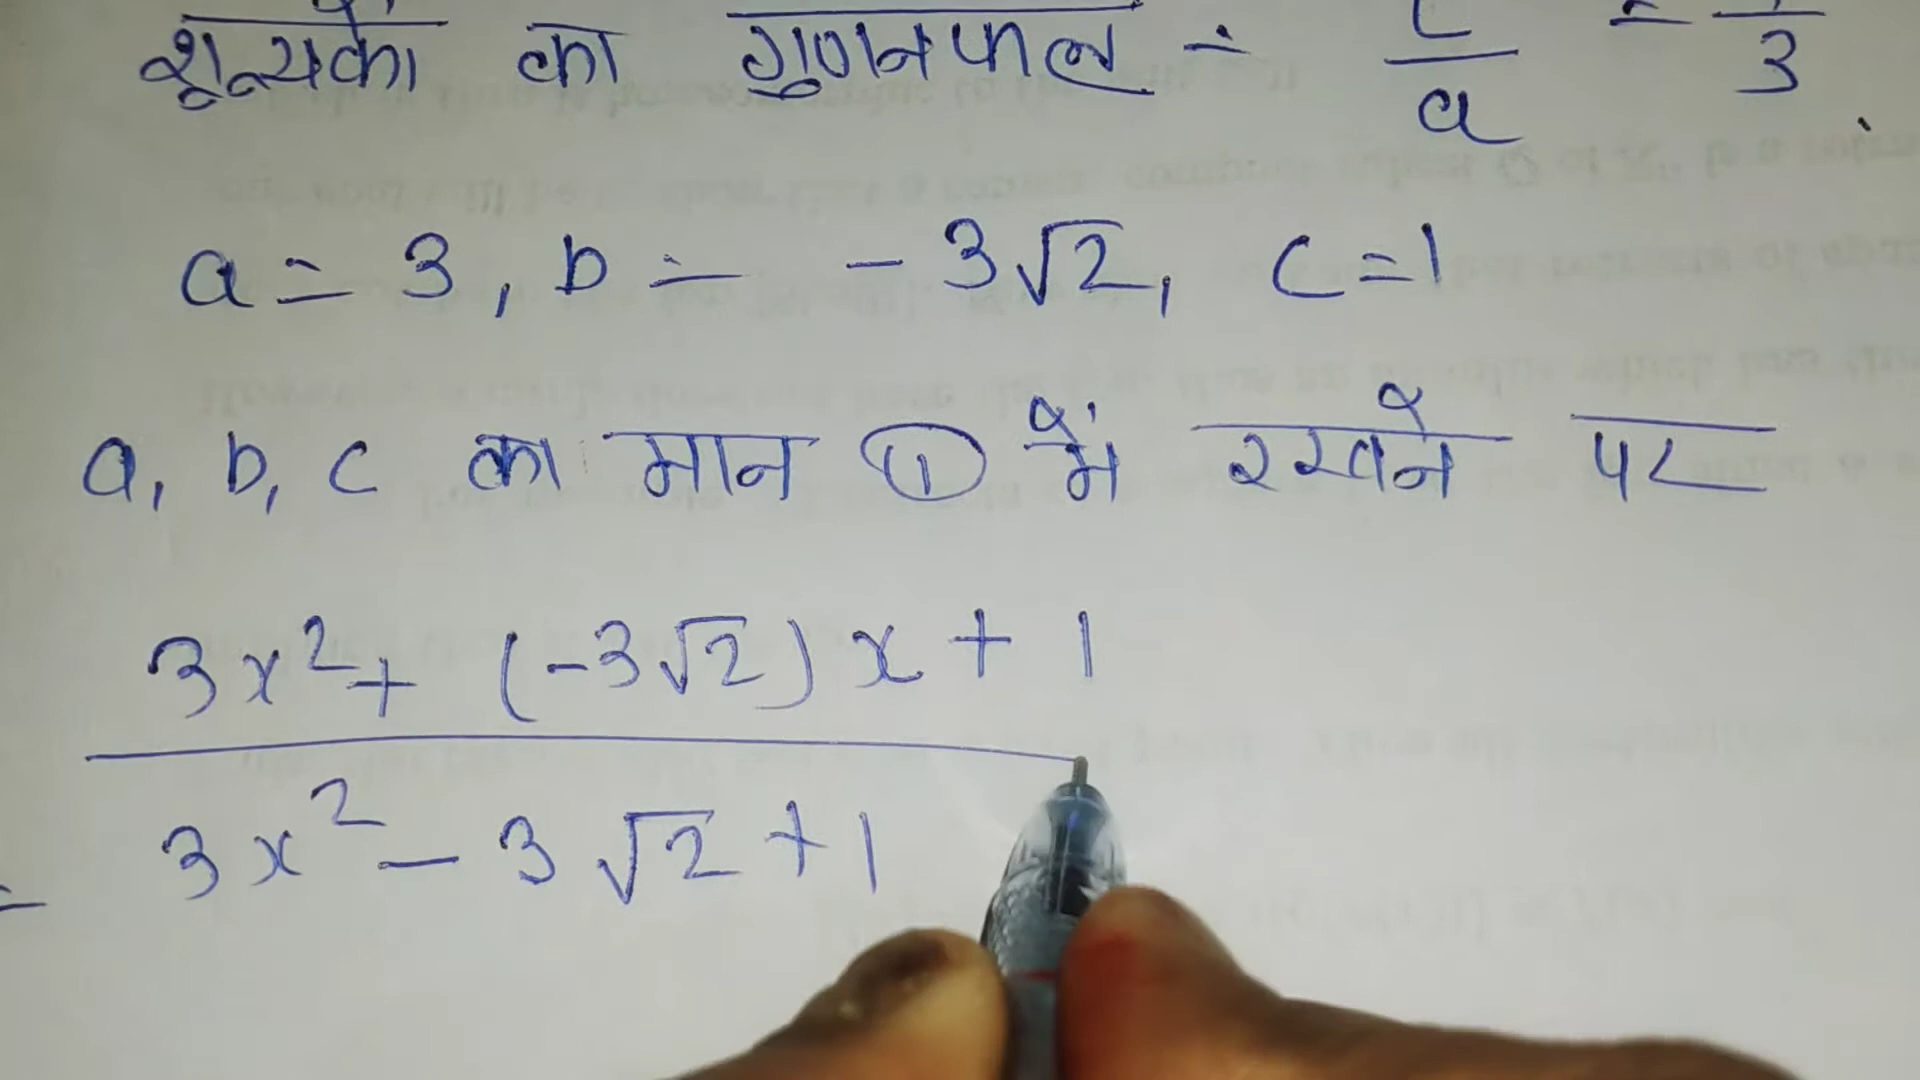 शून्यको का गुणनफल = c/a = 1/3
a = 3, b = - 3√2, c = 1
a, b, c का मान ① में रखने पर
3x² + (-3√2) x + 1
= 3x² - 3√2 + 1